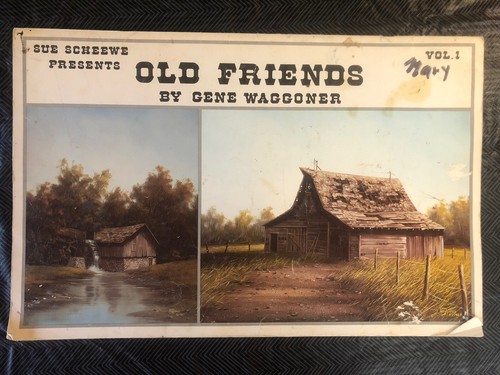 SUE SCHEEWE
PRESENTS
OLD FRIENDS
BY GENE WAGGONER
VOL.1
Mary